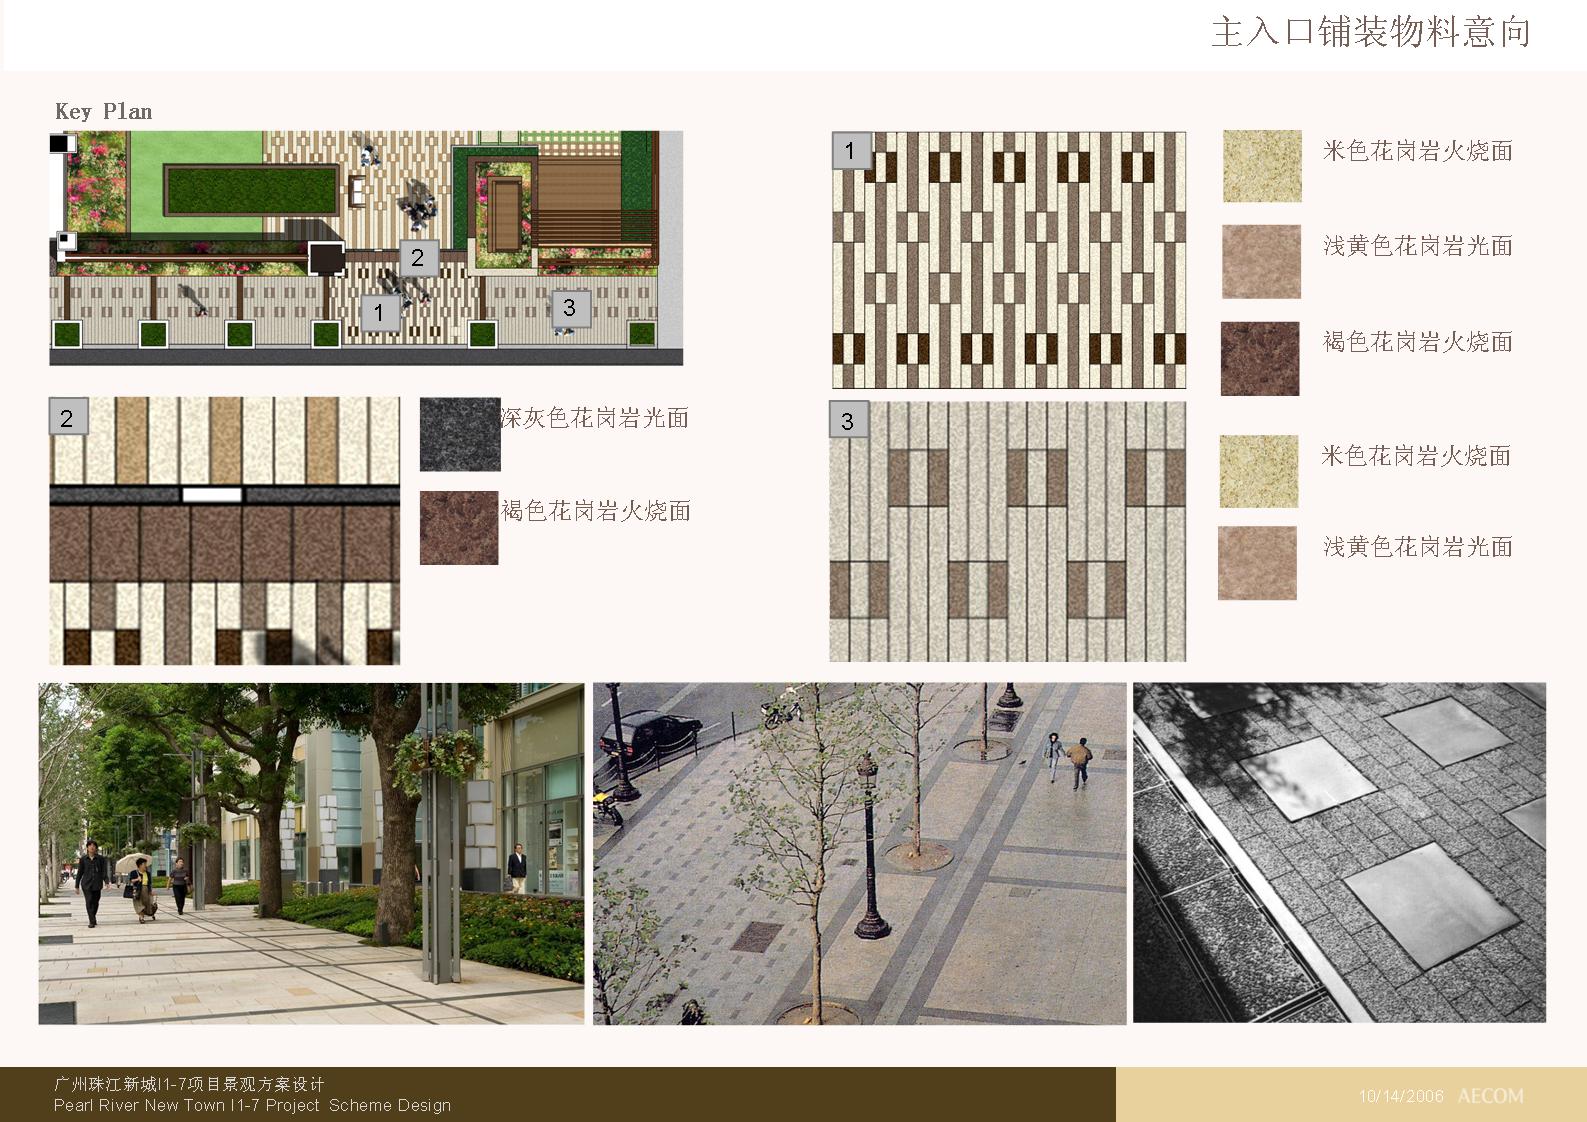 主入口铺装物料意向
Key Plan
2
1
3
1
米色花岗岩火烧面
浅黄色花岗岩光面
褐色花岗岩火烧面
2
深灰色花岗岩光面
褐色花岗岩火烧面
3
米色花岗岩火烧面
浅黄色花岗岩光面
广州珠江新城I1-7项目景观方案设计
Pearl River New Town I1-7 Project Scheme Design
10/14/2006 AECOM